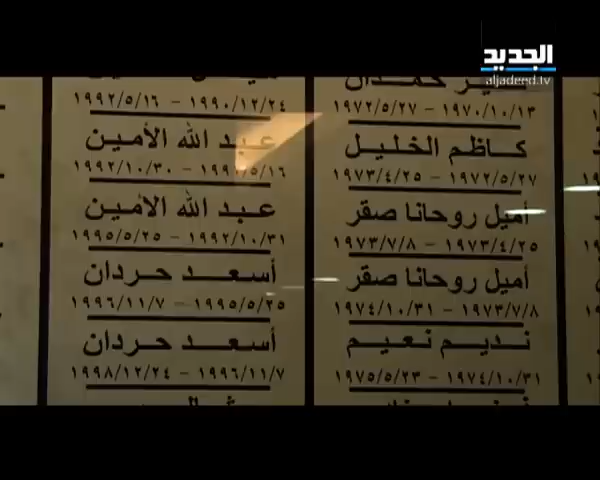 الجديد
aljadeed.tv
١٩٧٠/١٠/١٣ - ١٩٧٢/٥/٢٧
كاظم الخليل
١٩٧٢/٥/٢٧ - ١٩٧٣/٤/٢٥
أميل روحانا صقر
١٩٧٣/٤/٢٥ - ١٩٧٣/٧/٨
أميل روحانا صقر
١٩٧٣/٧/٨ - ١٩٧٤/١٠/٣١
نديم نعيم
١٩٧٤/١٠/٣١ - ١٩٧٥/٥/٢٣
١٩٩٠/١٢/٢٤ - ١٩٩٢/٥/١٦
عبد الله الأمين
١٩٩٢/٥/١٦ - ١٩٩٢/١٠/٣٠
عبد الله الأمين
١٩٩٢/١٠/٣١ - ١٩٩٥/٥/٢٥
أسعد حردان
١٩٩٥/٥/٢٥ - ١٩٩٦/١١/٧
أسعد حردان
١٩٩٦/١١/٧ - ١٩٩٨/١٢/٢٤